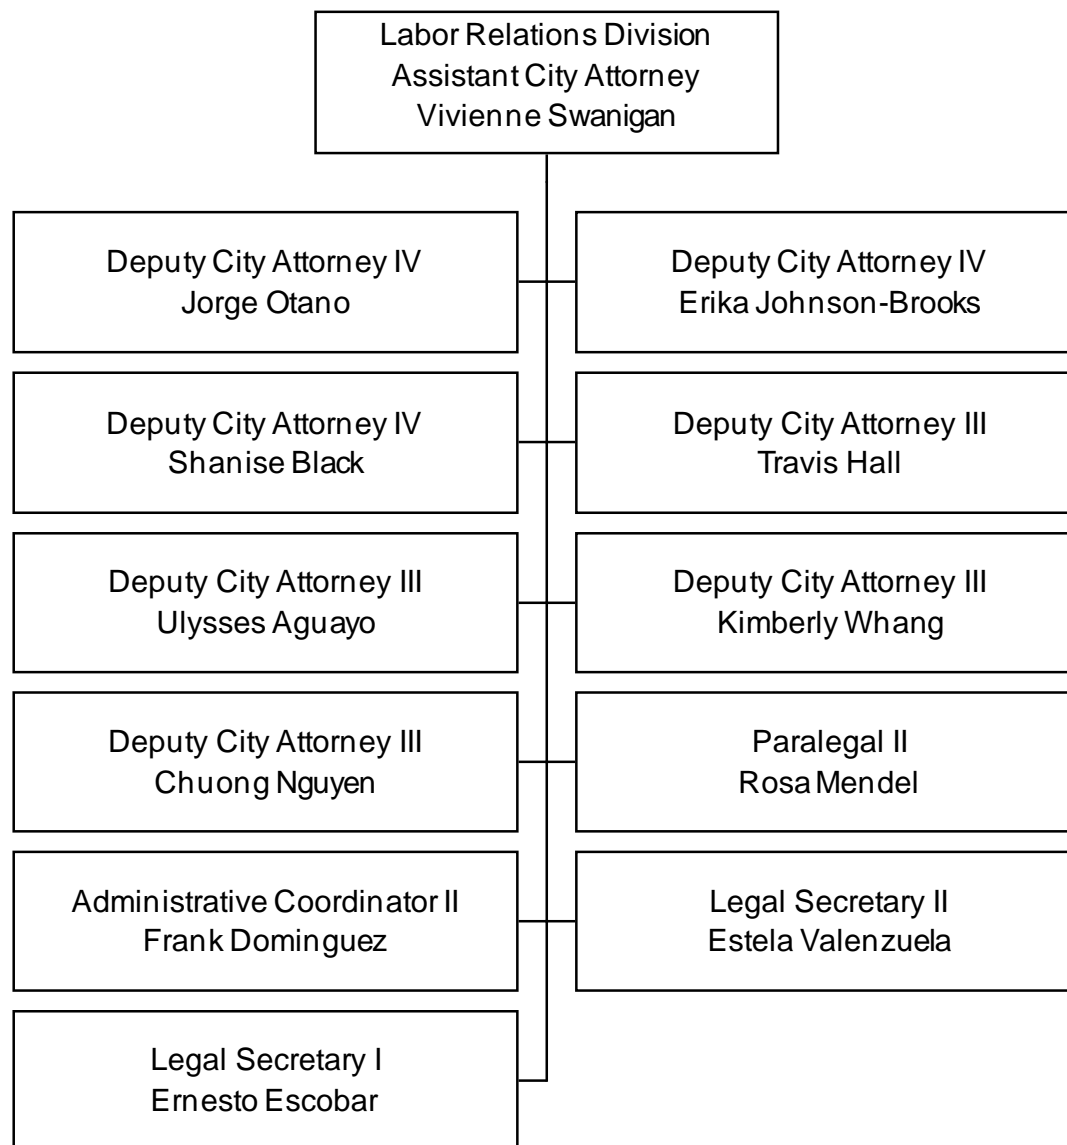 Labor Relations Division
Assistant City Attorney
Vivienne Swanigan
Deputy City Attorney IV
Jorge Otano
Deputy City Attorney IV
Erika Johnson-Brooks
Deputy City Attorney IV
Shanise Black
Deputy City Attorney III
Travis Hall
Deputy City Attorney III
Ulysses Aguayo
Deputy City Attorney III
Kimberly Whang
Deputy City Attorney III
Chuong Nguyen
Paralegal II
Rosa Mendel
Administrative Coordinator II
Frank Dominguez
Legal Secretary II
Estela Valenzuela
Legal Secretary I
Ernesto Escobar